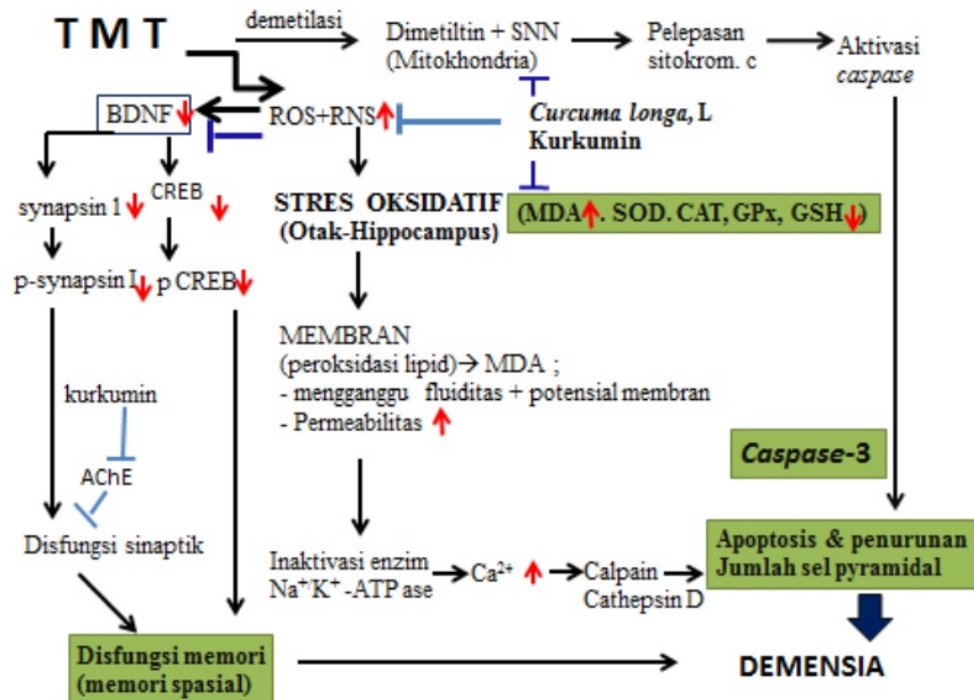 TMT
demetilasi
Dimetiltin + SNN
(Mitokhondria)
Pelepasan
sitokrom. c
Aktivasi
caspase
BDNF
ROS+RNS
Curcuma longa, L
Kurkumin
synapsin 1
CREB
STRES OKSIDATIF
(Otak-Hippocampus)
(MDA . SOD. CAT, GPx, GSH )
p-synapsin I
p CREB
MEMBRAN
(peroksidasi lipid)→ MDA ;
- mengganggu fluiditas + potensial membran
- Permeabilitas
kurkumin
AChE
Disfungsi sinaptik
Caspase-3
Inaktivasi enzim
Na⁺/K⁺ -ATP ase
Ca²⁺
Calpain
Cathepsin D
Apoptosis & penurunan
Jumlah sel pyramidal
Disfungsi memori
(memori spasial)
DEMENSIA